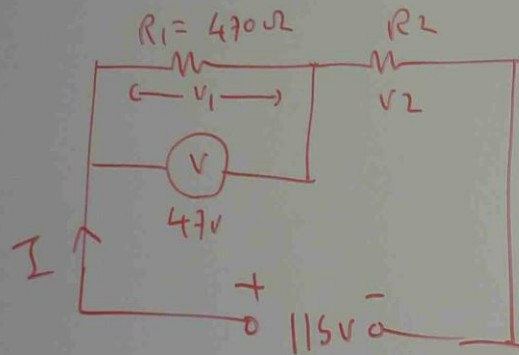 R1 = 470Ω R2
V1 V2
V
47V
I
+ -
115V